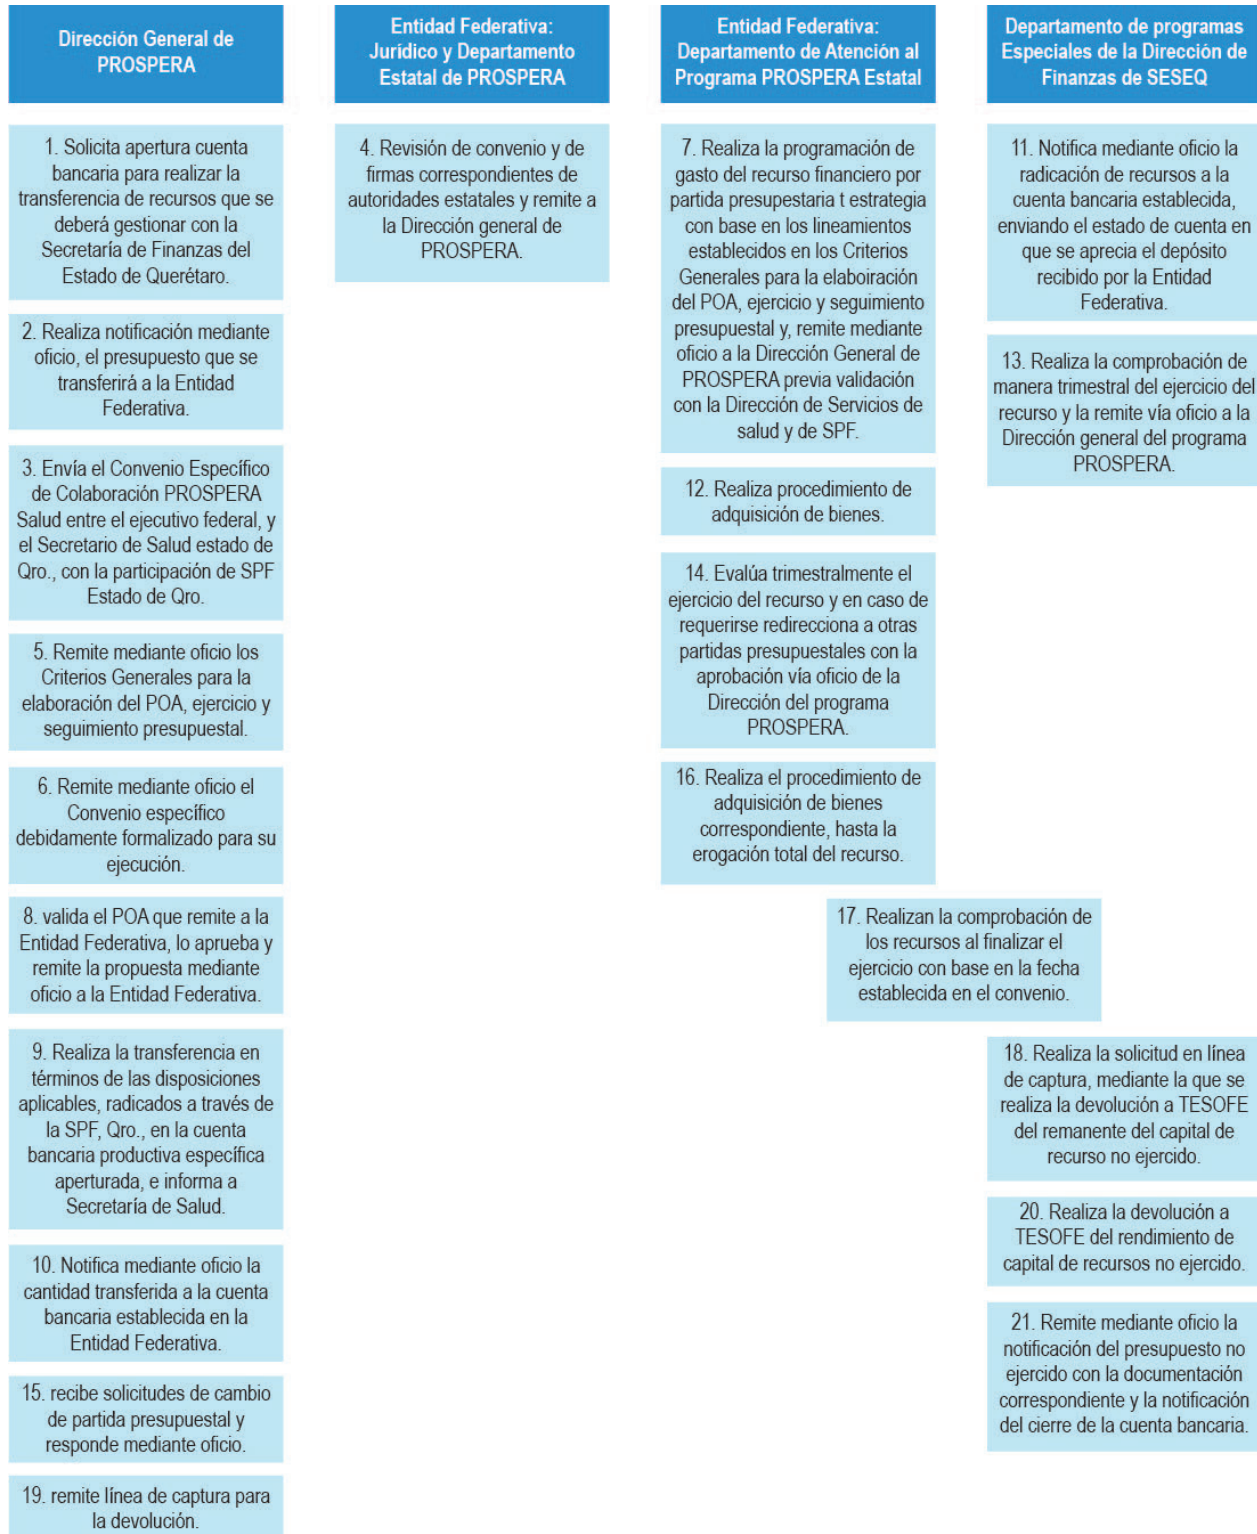 Dirección General de
PROSPERA
1. Solicita apertura cuenta
bancaria para realizar la
transferencia de recursos que se
deberá gestionar con la
Secretaría de Finanzas del
Estado de Querétaro.
2. Realiza notificación mediante
oficio, el presupuesto que se
transferirá a la Entidad
Federativa.
3. Envía el Convenio Específico
de Colaboración PROSPERA
Salud entre el ejecutivo federal, y
el Secretario de Salud estado de
Qro., con la participación de SPF
Estado de Qro.
5. Remite mediante oficio los
Criterios Generales para la
elaboración del POA, ejercicio y
seguimiento presupuestal.
6. Remite mediante oficio el
Convenio específico
debidamente formalizado para su
ejecución.
8. valida el POA que remite a la
Entidad Federativa, lo aprueba y
remite la propuesta mediante
oficio a la Entidad Federativa.
9. Realiza la transferencia en
términos de las disposiciones
aplicables, radicados a través de
la SPF, Qro., en la cuenta
bancaria productiva específica
aperturada, e informa a
Secretaría de Salud.
10. Notifica mediante oficio la
cantidad transferida a la cuenta
bancaria establecida en la
Entidad Federativa.
15. recibe solicitudes de cambio
de partida presupuestal y
responde mediante oficio.
19. remite línea de captura para
la devolución.
Entidad Federativa:
Jurídico y Departamento
Estatal de PROSPERA
4. Revisión de convenio y de
firmas correspondientes de
autoridades estatales y remite a
la Dirección general de
PROSPERA.
Entidad Federativa:
Departamento de Atención al
Programa PROSPERA Estatal
7. Realiza la programación de
gasto del recurso financiero por
partida presupestaria t estrategia
con base en los lineamientos
establecidos en los Criterios
Generales para la elaboiración
del POA, ejercicio y seguimiento
presupuestal y, remite mediante
oficio a la Dirección General de
PROSPERA previa validación
con la Dirección de Servicios de
salud y de SPF.
12. Realiza procedimiento de
adquisición de bienes.
14. Evalúa trimestralmente el
ejercicio del recurso y en caso de
requerirse redirecciona a otras
partidas presupuestales con la
aprobación vía oficio de la
Dirección del programa
PROSPERA.
16. Realiza el procedimiento de
adquisición de bienes
correspondiente, hasta la
erogación total del recurso.
17. Realizan la comprobación de
los recursos al finalizar el
ejercicio con base en la fecha
establecida en el convenio.
Departamento de programas
Especiales de la Dirección de
Finanzas de SESEQ
11. Notifica mediante oficio la
radicación de recursos a la
cuenta bancaria establecida,
enviando el estado de cuenta en
que se aprecia el depósito
recibido por la Entidad
Federativa.
13. Realiza la comprobación de
manera trimestral del ejercicio del
recurso y la remite vía oficio a la
Dirección general del programa
PROSPERA.
18. Realiza la solicitud en línea
de captura, mediante la que se
realiza la devolución a TESOFE
del remanente del capital de
recurso no ejercido.
20. Realiza la devolución a
TESOFE del rendimiento de
capital de recursos no ejercido.
21. Remite mediante oficio la
notificación del presupuesto no
ejercido con la documentación
correspondiente y la notificación
del cierre de la cuenta bancaria.